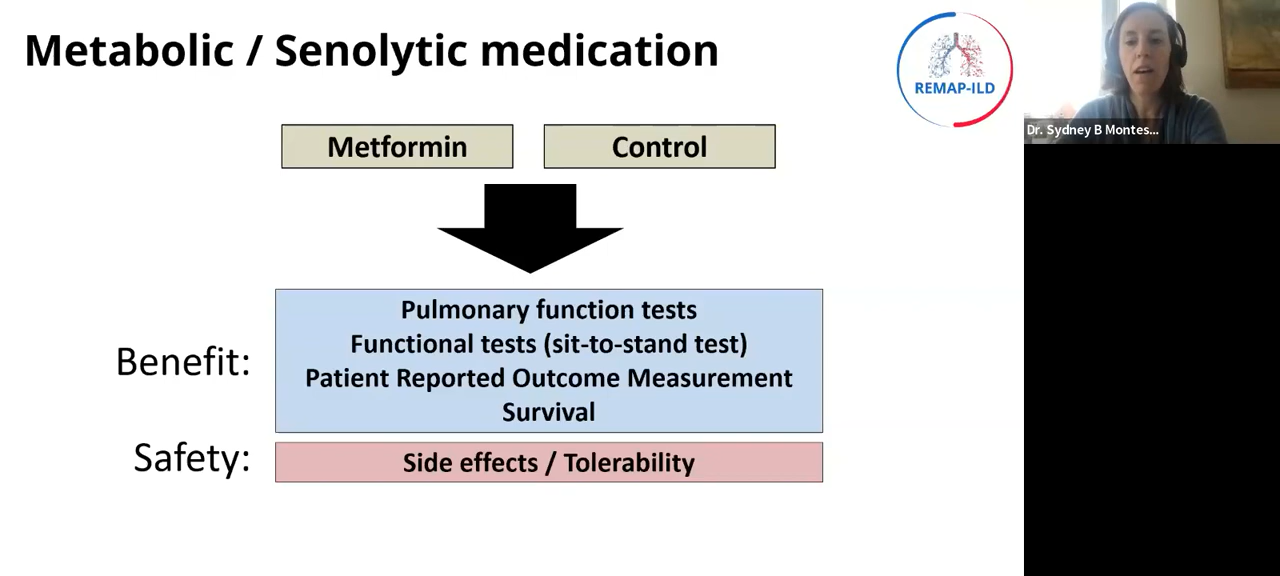 Metabolic / Senolytic medication
REMAP-ILD
Dr. Sydney B Montes...
Metformin
Control
Pulmonary function tests
Functional tests (sit-to-stand test)
Benefit:
Patient Reported Outcome Measurement
Survival
Safety:
Side effects / Tolerability